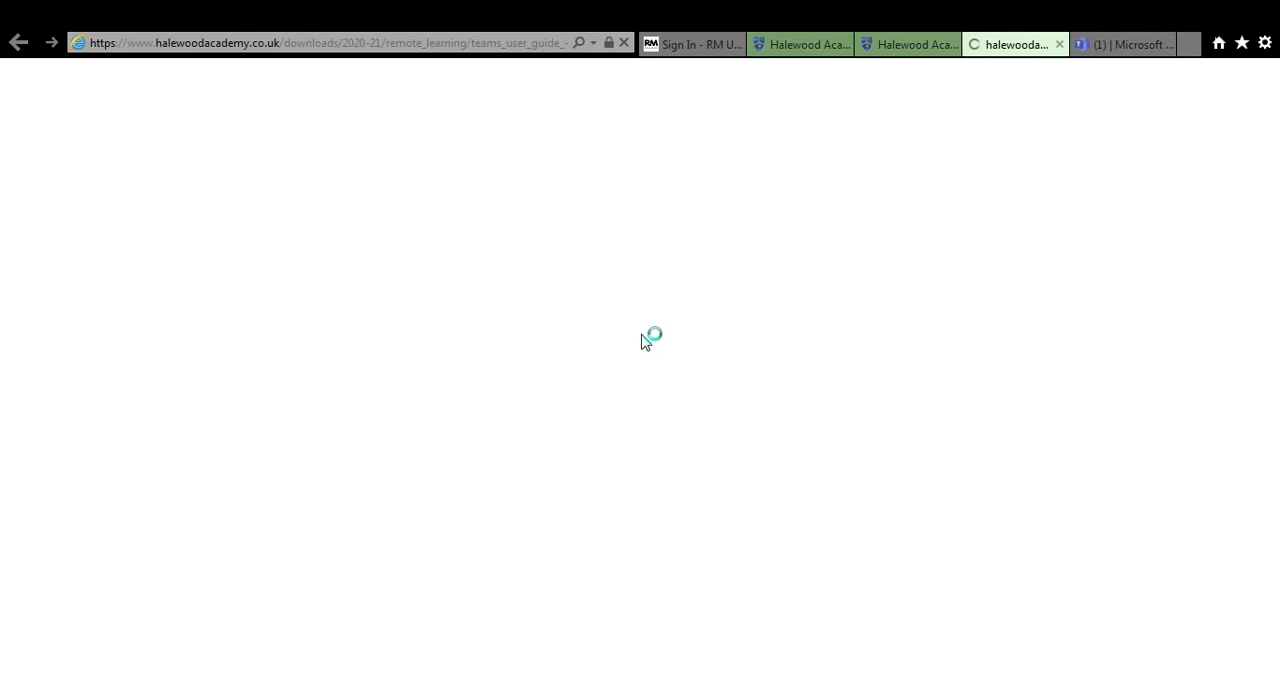 https://www.halewoodacademy.co.uk/downloads/2020-21/remote_learning/teams_user_guide_-
RM Sign In - RM U...
Halewood Aca...
Halewood Aca...
halewooda...
(1) | Microsoft ...